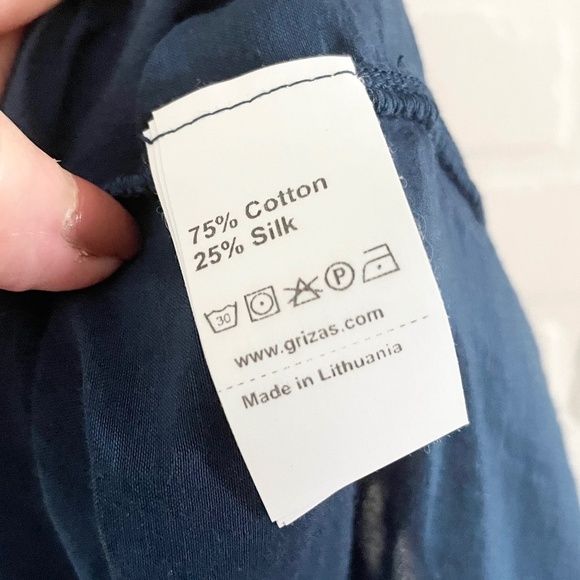 75% Cotton
25% Silk
30 P
www.grizas.com
Made in Lithuania